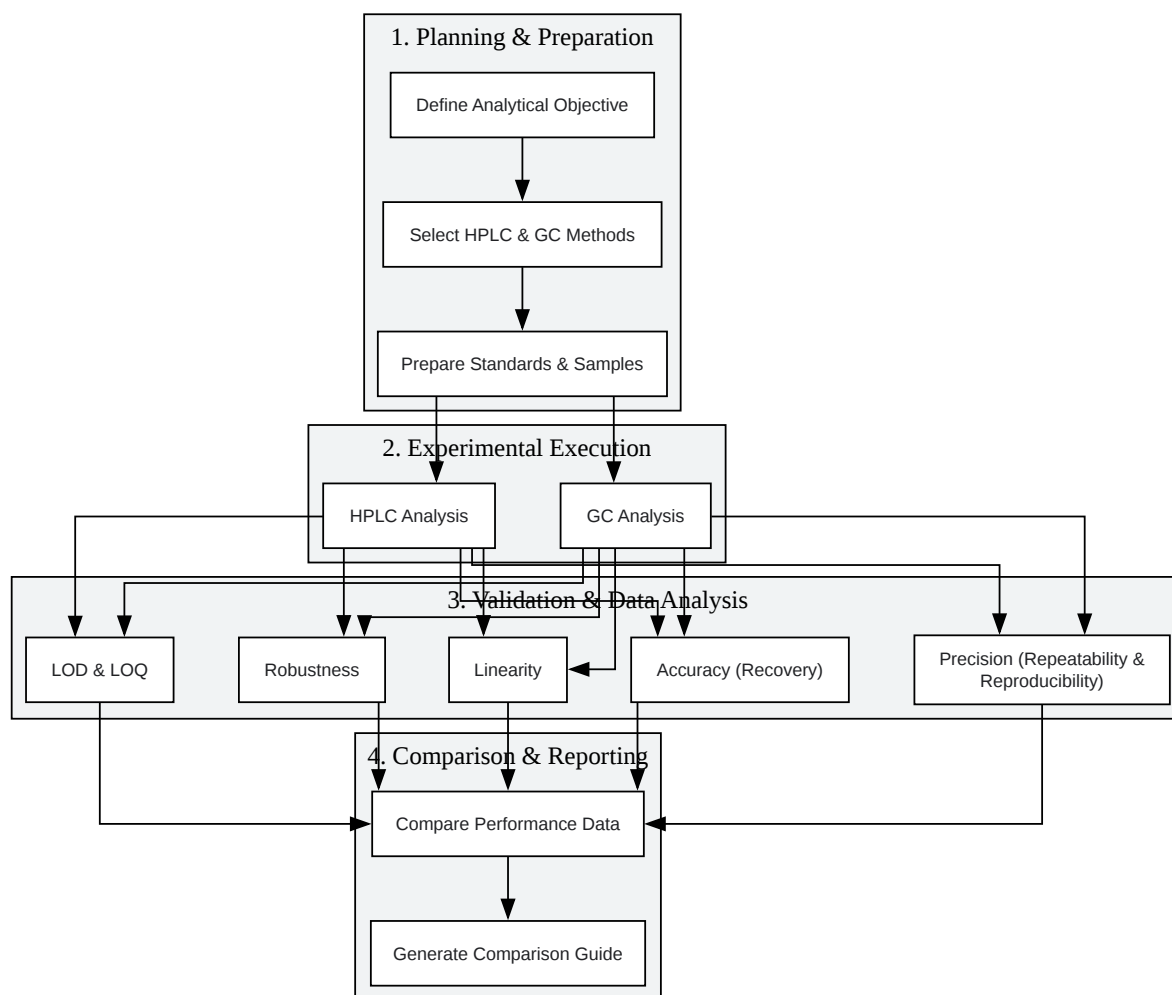 1. Planning & Preparation
Define Analytical Objective
Select HPLC & GC Methods
Prepare Standards & Samples
2. Experimental Execution
HPLC Analysis
GC Analysis
3. Validation & Data Analysis
LOD & LOQ
Robustness
Linearity
Accuracy (Recovery)
Precision (Repeatability &
Reproducibility)
4. Comparison & Reporting
Compare Performance Data
Generate Comparison Guide